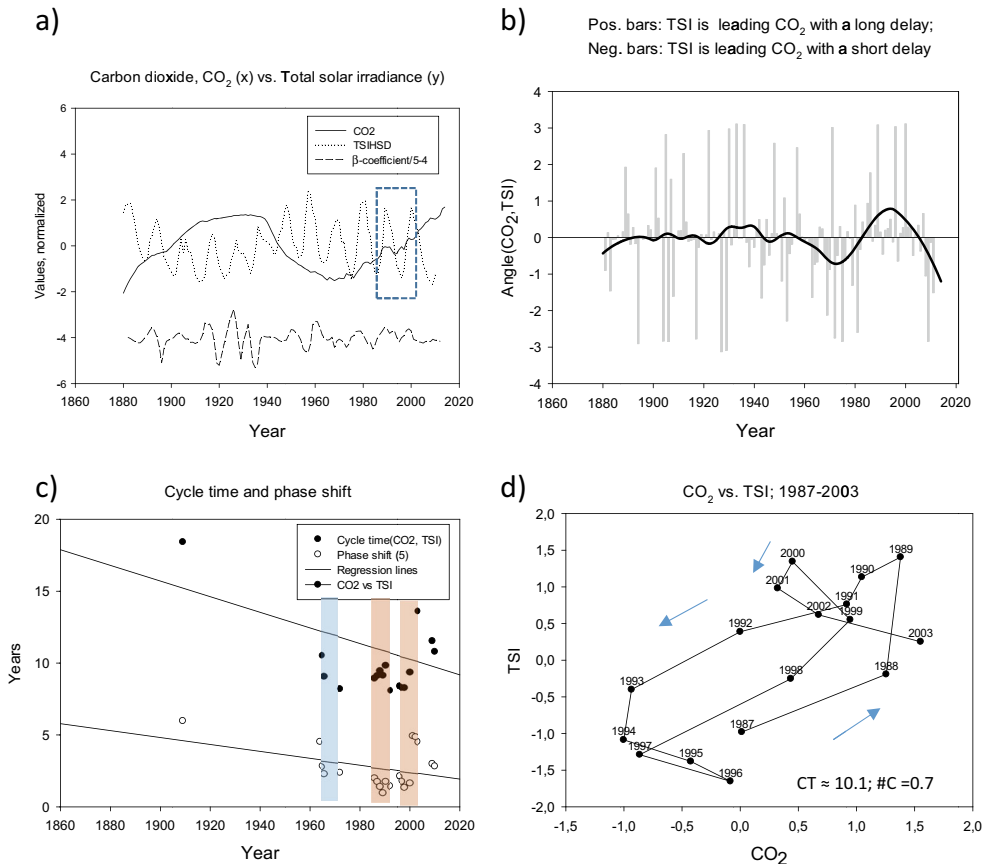 a)
Carbon dioxide, CO2 (x) vs. Total solar irradiance (y)
6
4
2
0
-2
-4
-6
Values, normalized
CO2
TSIHSD
β-coefficient/5-4
1860 1880 1900 1920 1940 1960 1980 2000 2020
Year
b)
Pos. bars: TSI is leading CO2 with a long delay;
Neg. bars: TSI is leading CO2 with a short delay
4
3
2
1
0
-1
-2
-3
-4
Angle(CO2,TSI)
1860 1880 1900 1920 1940 1960 1980 2000 2020
Year
c)
Cycle time and phase shift
20
15
10
5
0
Years
Cycle time(CO2, TSI)
Phase shift (5)
Regression lines
CO2 vs TSI
1860 1880 1900 1920 1940 1960 1980 2000 2020
Year
d)
CO2 vs. TSI; 1987-2003
2,0
1,5
1,0
0,5
0,0
-0,5
-1,0
-1,5
-2,0
TSI
2000
1989
1990
2001
1991
2002
1999
1992
2003
1998
1988
1993
1987
1994
1997
1995
1996
CT ≈ 10.1; #C =0.7
-1,5 -1,0 -0,5 0,0 0,5 1,0 1,5 2,0
CO2